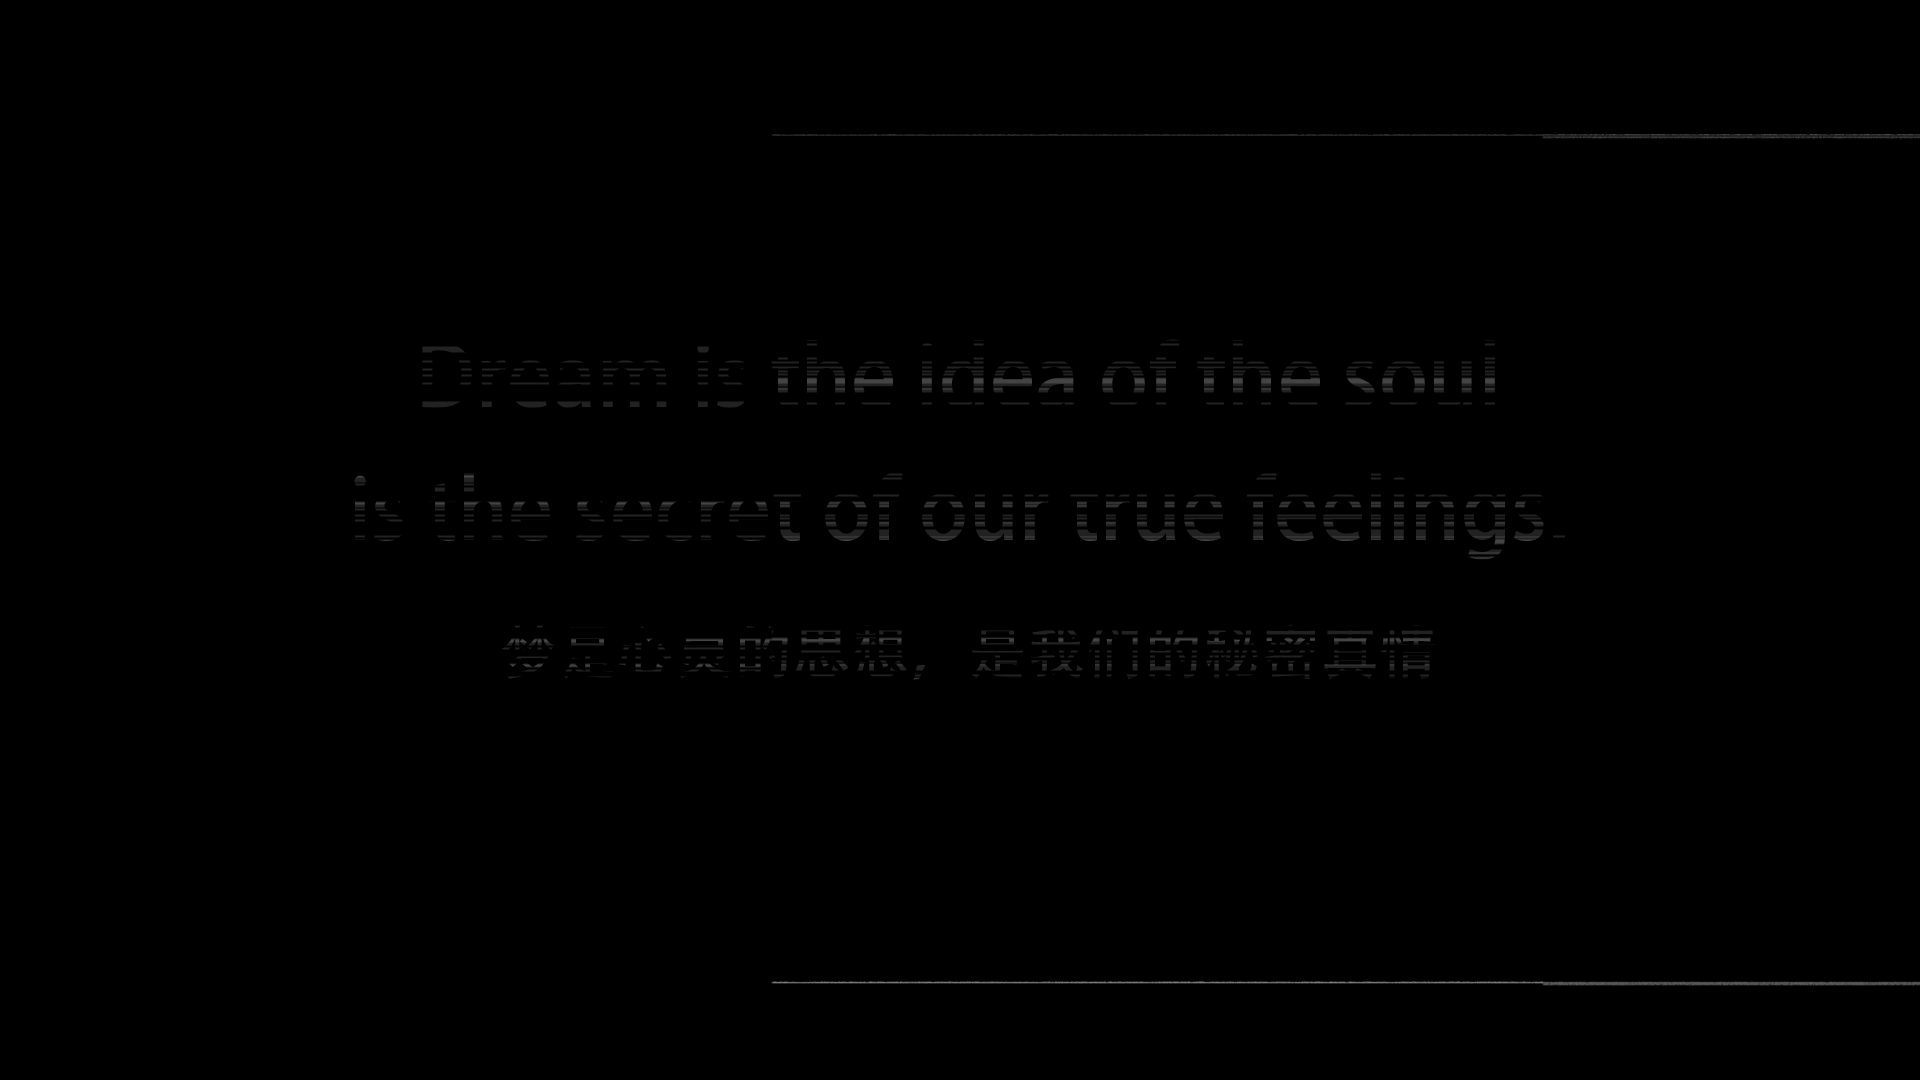 Dream is the idea of the soul
is the secret of our true feelings.
梦是心灵的思想，是我们的秘密真情